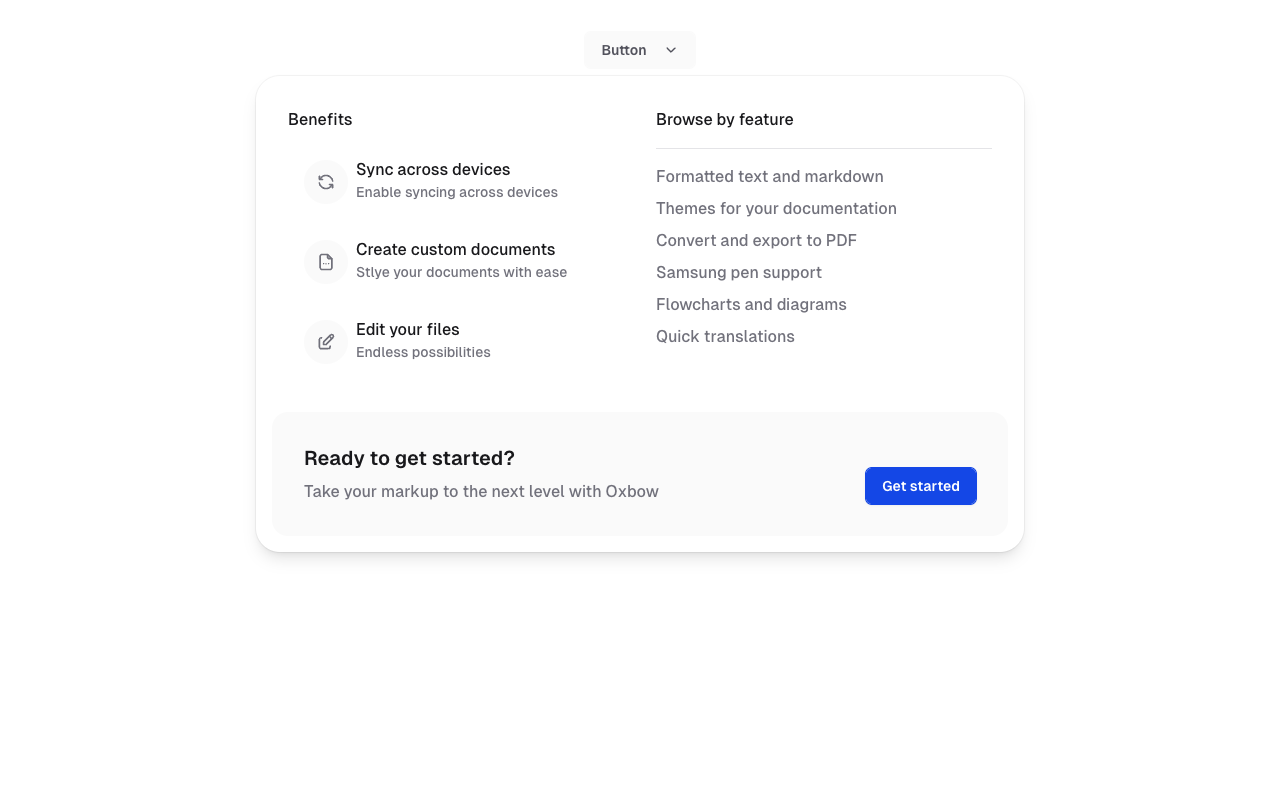 Button
Benefits
Sync across devices
Enable syncing across devices
Create custom documents
Stlye your documents with ease
Edit your files
Endless possibilities
Browse by feature
Formatted text and markdown
Themes for your documentation
Convert and export to PDF
Samsung pen support
Flowcharts and diagrams
Quick translations
Ready to get started?
Take your markup to the next level with Oxbow
Get started